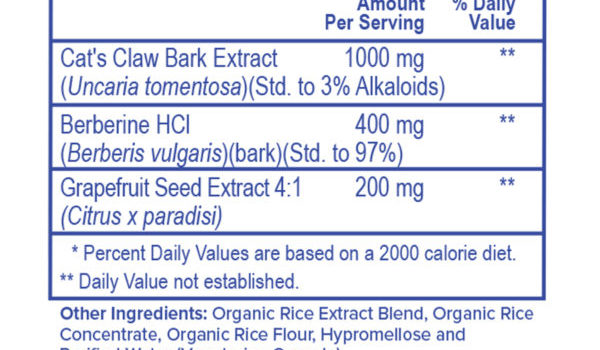 Amount % Daily
Per Serving Value
Cat's Claw Bark Extract 1000 mg **
(Uncaria tomentosa)(Std. to 3% Alkaloids)
Berberine HCl 400 mg **
(Berberis vulgaris)(bark)(Std. to 97%)
Grapefruit Seed Extract 4:1 200 mg **
(Citrus x paradisi)
* Percent Daily Values are based on a 2000 calorie diet.
** Daily Value not established.
Other Ingredients: Organic Rice Extract Blend, Organic Rice
Concentrate, Organic Rice Flour, Hypromellose and